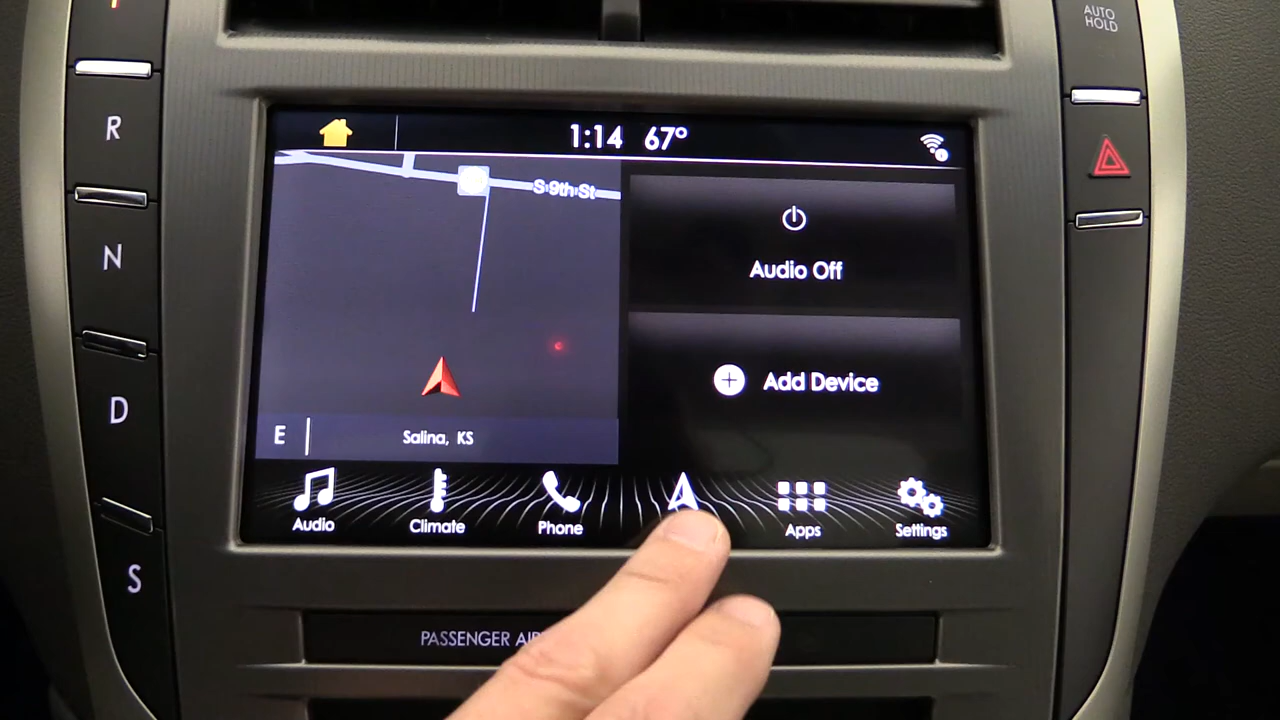 AUTO
HOLD
R
N
D
S
1:14 67°
S 9th St
Audio Off
Add Device
E
Salina, KS
Audio
Climate
Phone
Apps
Settings
PASSENGER